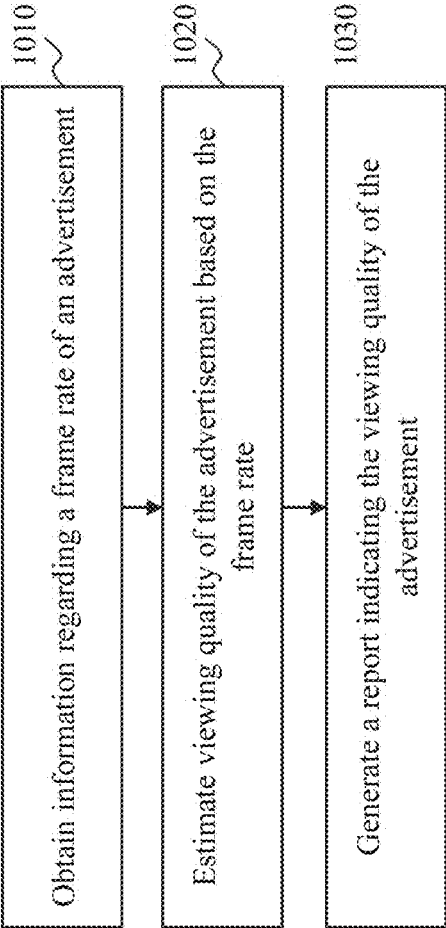 1010
Obtain information regarding a frame rate of an advertisement
1020
Estimate viewing quality of the advertisement based on the
frame rate
1030
Generate a report indicating the viewing quality of the
advertisement